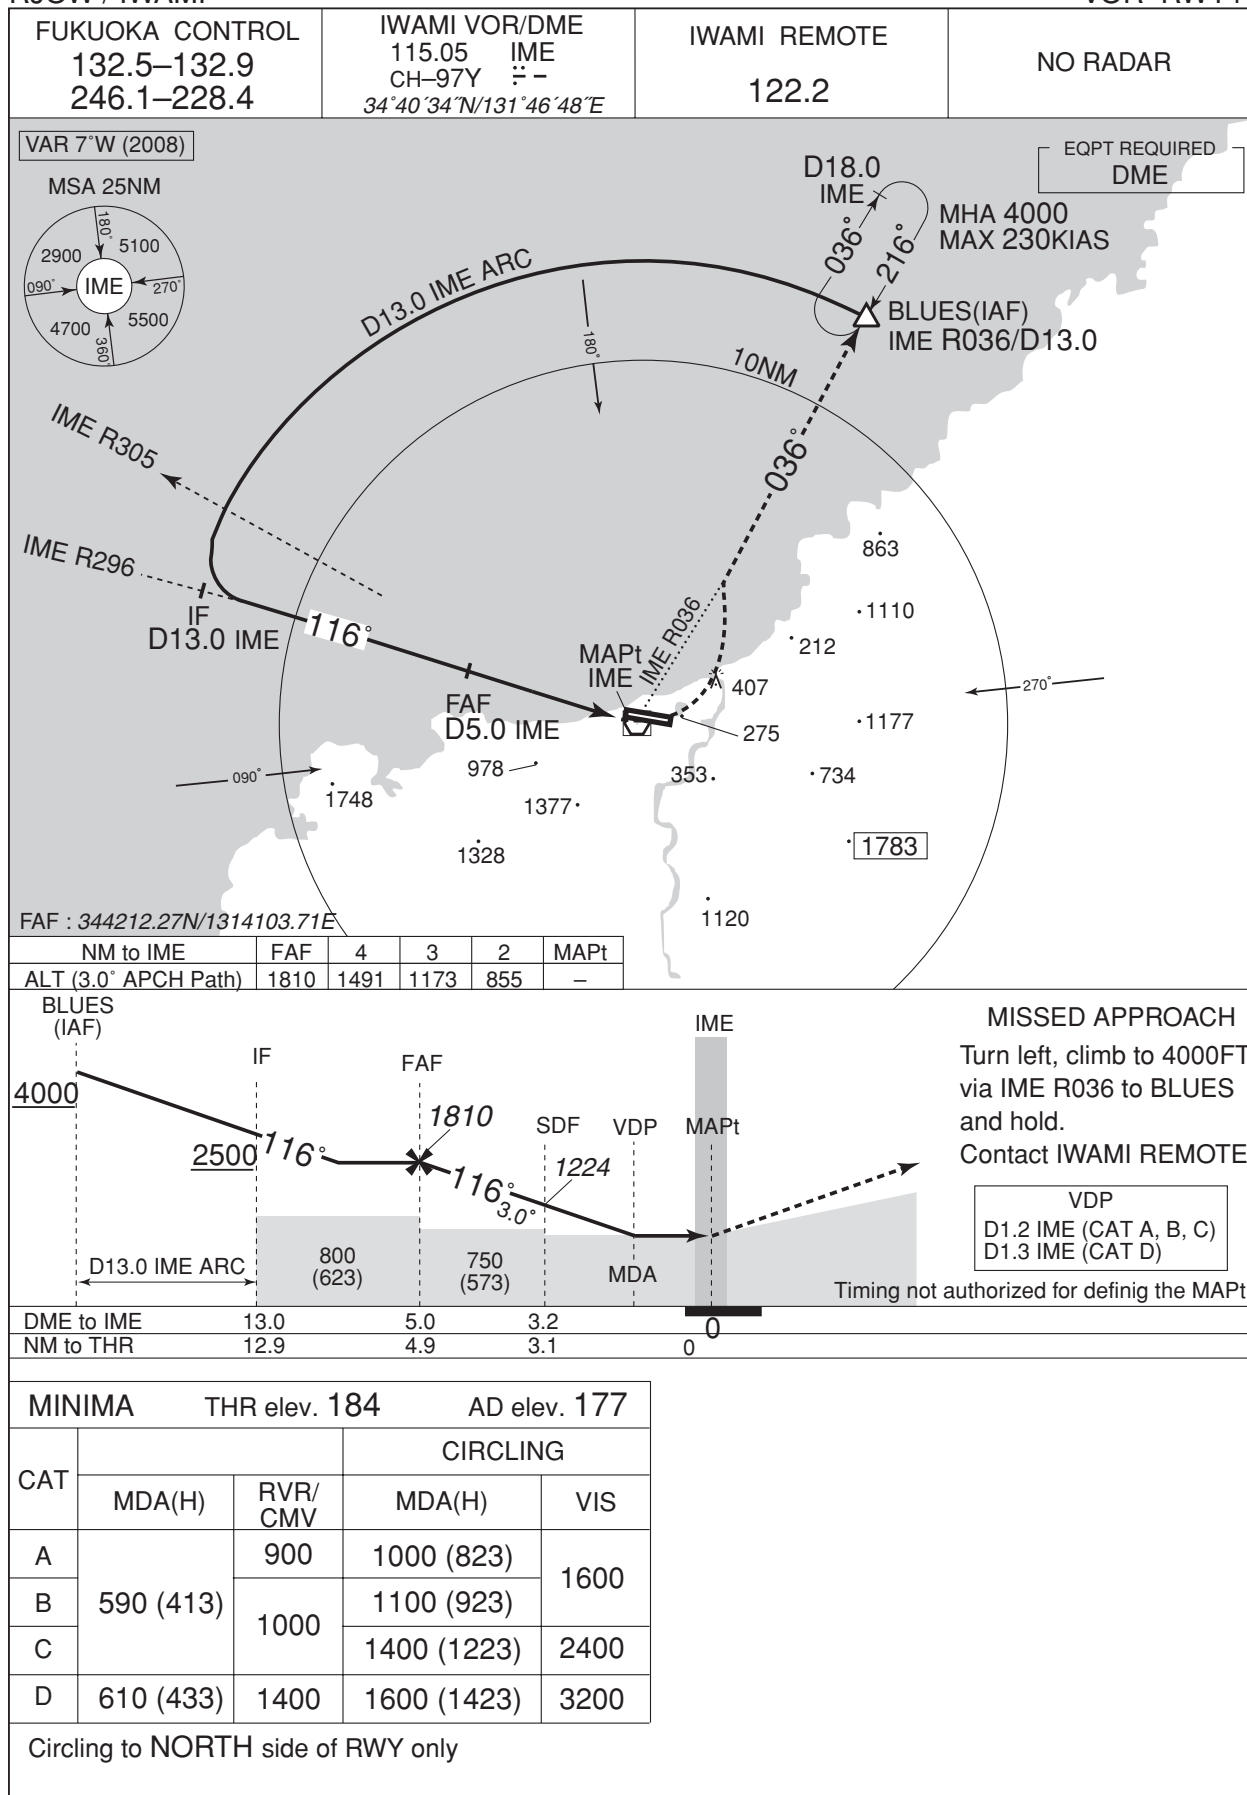 FUKUOKA CONTROL
132.5–132.9
246.1–228.4
IWAMI VOR/DME
115.05 IME
CH–97Y
34°40´34˝N/131˚46´48˝E
IWAMI REMOTE
122.2
NO RADAR
VAR 7˚W (2008)
MSA 25NM
180˚
2900
5100
090˚
IME
270˚
4700
5500
360˚
EQPT REQUIRED
DME
D18.0
IME
036˚
216˚
MHA 4000
MAX 230KIAS
D13.0 IME ARC
BLUES(IAF)
IME R036/D13.0
180˚
10NM
036˚
IME R305
IME R296
IF
D13.0 IME
116˚
863
1110
212
IME R036
MAPt
IME
407
270˚
FAF
D5.0 IME
275
1177
090˚
978
353
734
1748
1377
1328
1783
1120
FAF : 344212.27N/1314103.71E
NM to IME FAF 4 3 2 MAPt
ALT (3.0˚ APCH Path) 1810 1491 1173 855 –
BLUES
(IAF)
IF
FAF
IME
4000
2500
116˚
1810
SDF
VDP
MAPt
1224
116˚
3.0˚
D13.0 IME ARC
800
(623)
750
(573)
MDA
MISSED APPROACH
Turn left, climb to 4000FT
via IME R036 to BLUES
and hold.
Contact IWAMI REMOTE
VDP
D1.2 IME (CAT A, B, C)
D1.3 IME (CAT D)
Timing not authorized for definig the MAPt
DME to IME 13.0 5.0 3.2 0
NM to THR 12.9 4.9 3.1 0
MINIMA THR elev. 184 AD elev. 177
CAT
CIRCLING
MDA(H) RVR/ MDA(H) VIS
CMV
A 900 1000 (823)
1600
B 590 (413) 1100 (923)
1000
C 1400 (1223) 2400
D 610 (433) 1400 1600 (1423) 3200
Circling to NORTH side of RWY only